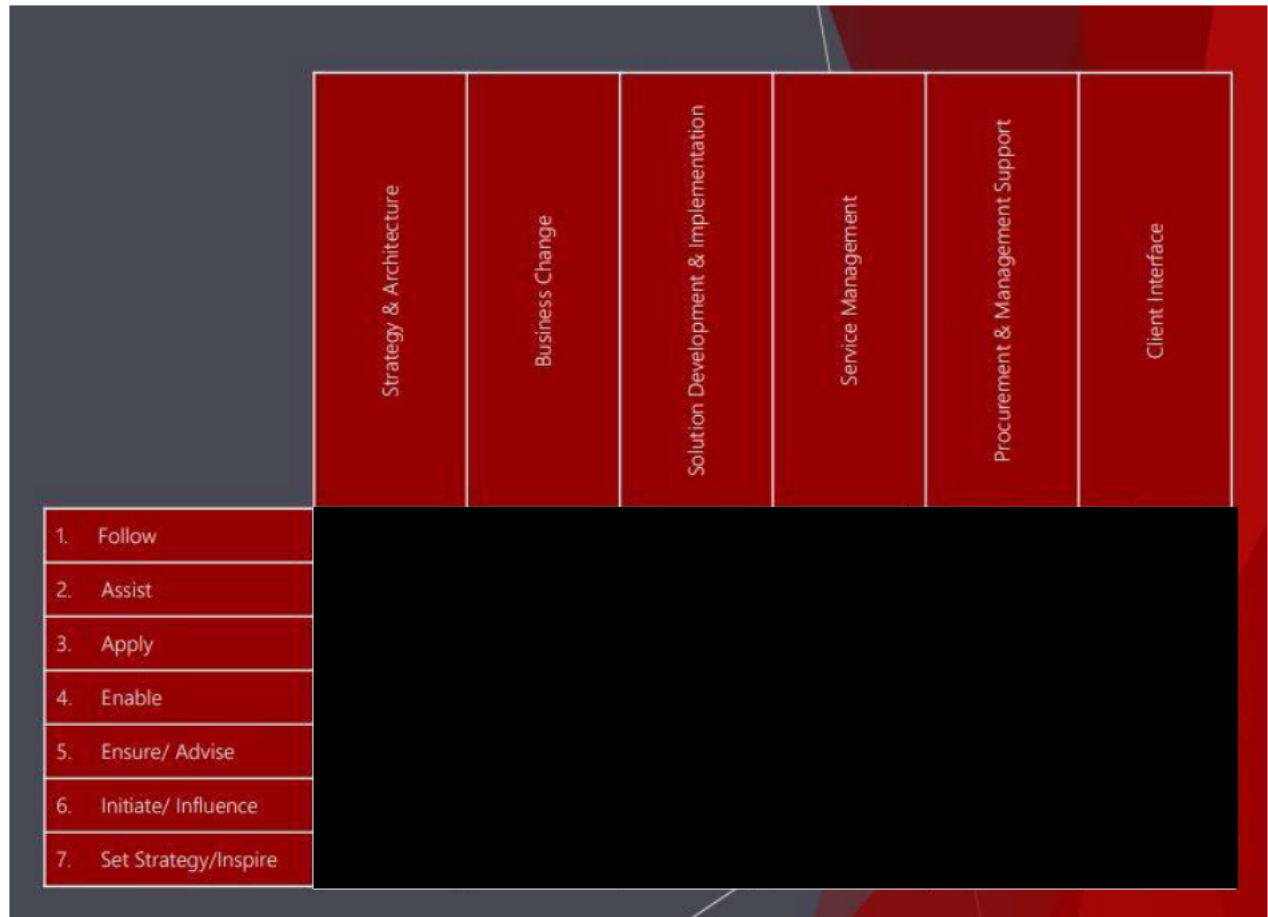 Strategy & Architecture
Business Change
Solution Development & Implementation
Service Management
Procurement & Management Support
Client Interface
1. Follow
2. Assist
3. Apply
4. Enable
5. Ensure/ Advise
6. Initiate/ Influence
7. Set Strategy/Inspire